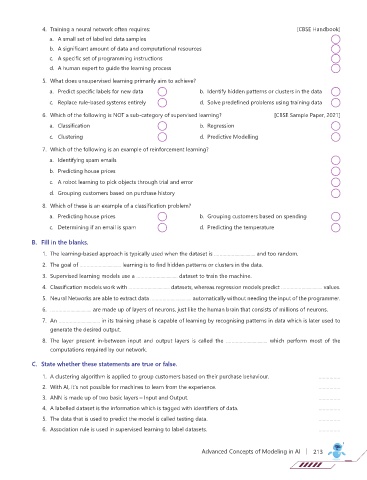 4. Training a neural network often requires: [CBSE Handbook]
a. A small set of labelled data samples
b. A significant amount of data and computational resources
c. A specific set of programming instructions
d. A human expert to guide the learning process
5. What does unsupervised learning primarily aim to achieve?
a. Predict specific labels for new data b. Identify hidden patterns or clusters in the data
c. Replace rule-based systems entirely d. Solve predefined problems using training data
6. Which of the following is NOT a sub-category of supervised learning? [CBSE Sample Paper, 2021]
a. Classification b. Regression
c. Clustering d. Predictive Modelling
7. Which of the following is an example of reinforcement learning?
a. Identifying spam emails
b. Predicting house prices
c. A robot learning to pick objects through trial and error
d. Grouping customers based on purchase history
8. Which of these is an example of a classification problem?
a. Predicting house prices b. Grouping customers based on spending
c. Determining if an email is spam d. Predicting the temperature
B. Fill in the blanks.
1. The learning-based approach is typically used when the dataset is ........................ and too random.
2. The goal of ........................ learning is to find hidden patterns or clusters in the data.
3. Supervised learning models use a ........................ dataset to train the machine.
4. Classification models work with ........................ datasets, whereas regression models predict ........................ values.
5. Neural Networks are able to extract data ........................ automatically without needing the input of the programmer.
6. ........................ are made up of layers of neurons, just like the human brain that consists of millions of neurons.
7. An ........................ in its training phase is capable of learning by recognising patterns in data which is later used to
generate the desired output.
8. The layer present in-between input and output layers is called the ........................ which perform most of the
computations required by our network.
C. State whether these statements are true or false.
1. A clustering algorithm is applied to group customers based on their purchase behaviour. ............
2. With AI, it's not possible for machines to learn from the experience. ............
3. ANN is made up of two basic layers – Input and Output. ............
4. A labelled dataset is the information which is tagged with identifiers of data. ............
5. The data that is used to predict the model is called testing data. ............
6. Association rule is used in supervised learning to label datasets. ............
Advanced Concepts of Modeling in AI | 213